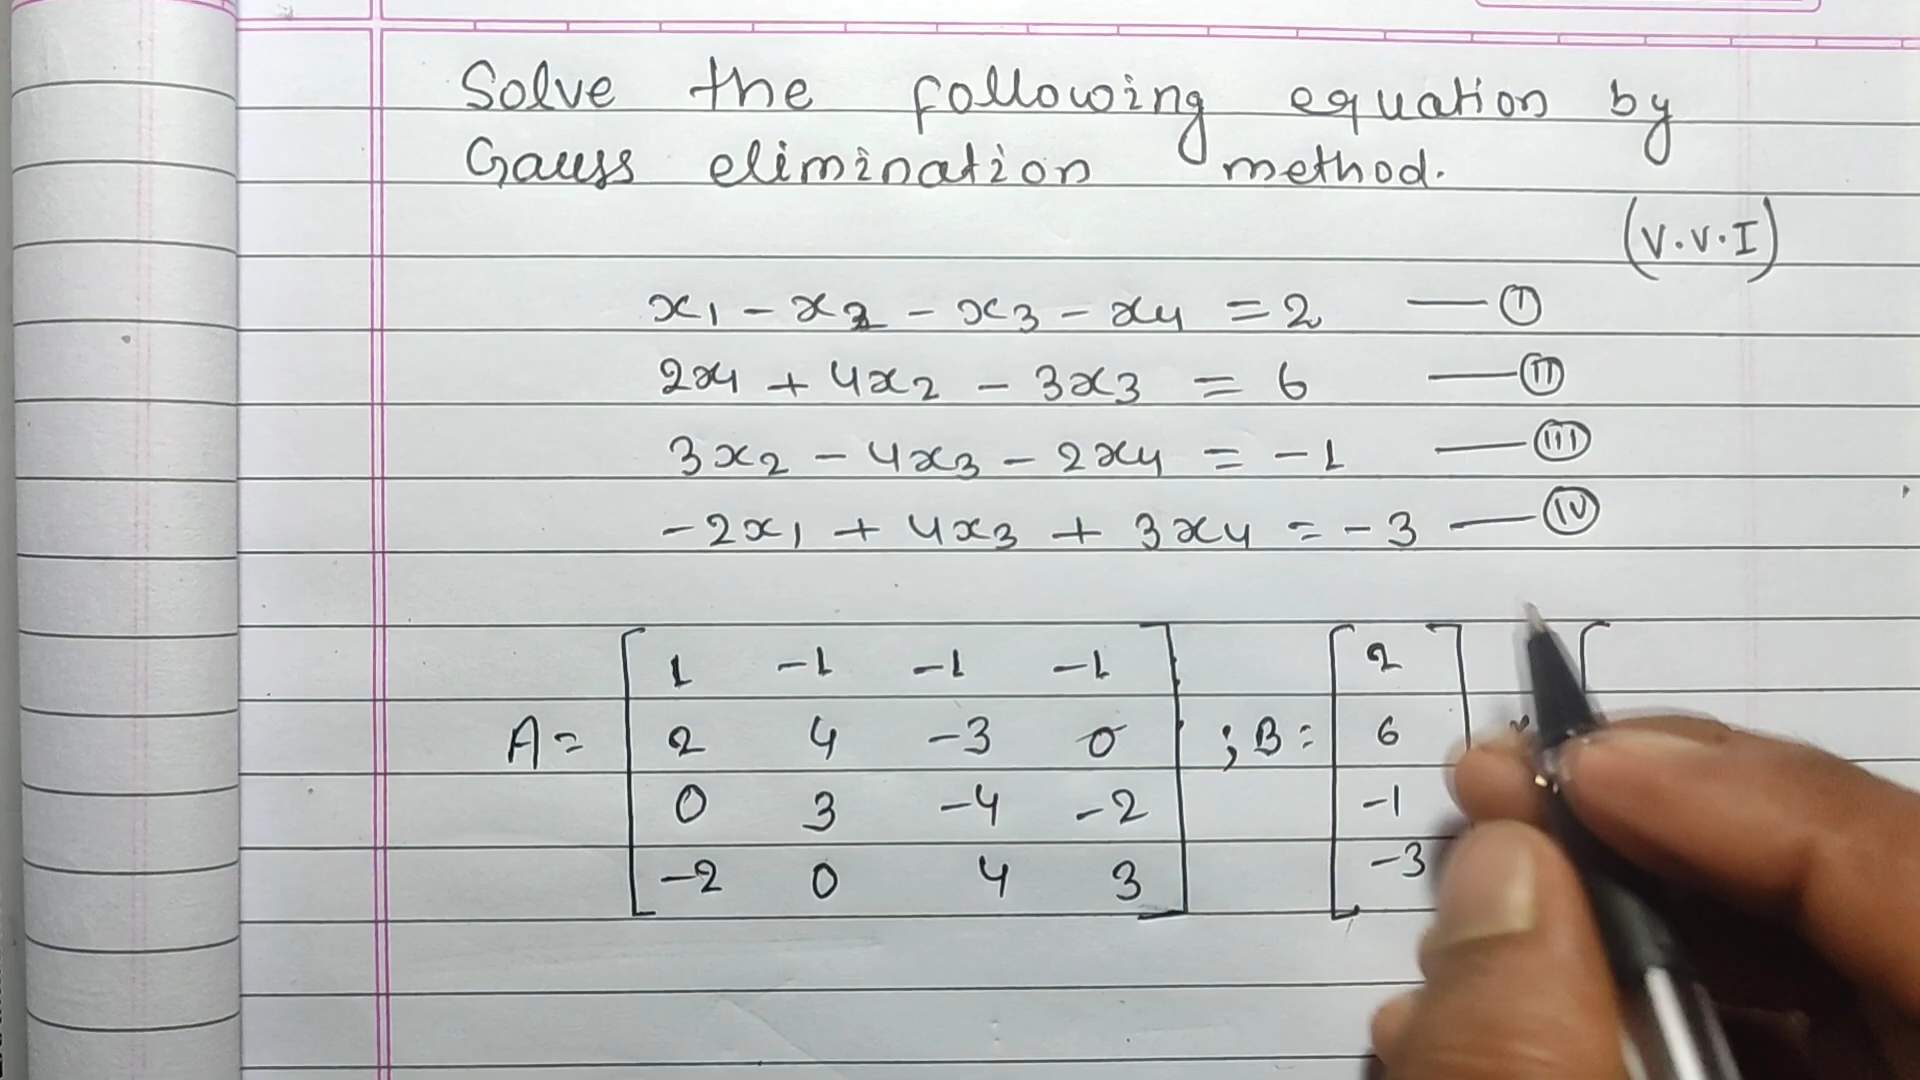 Solve the following equation by
Gauss elimination method.
(V.V.I)
x₁ - x₂ - x₃ - x₄ = 2 — Ⓘ
2x₁ + 4x₂ - 3x₃ = 6 — (II)
3x₂ - 4x₃ - 2x₄ = -1 — (III)
-2x₁ + 4x₃ + 3x₄ = -3 — (IV)
A = [ 1 -1 -1 -1 ; B = [ 2
2 4 -3 0 6
0 3 -4 -2 -1
-2 0 4 3 ] -3